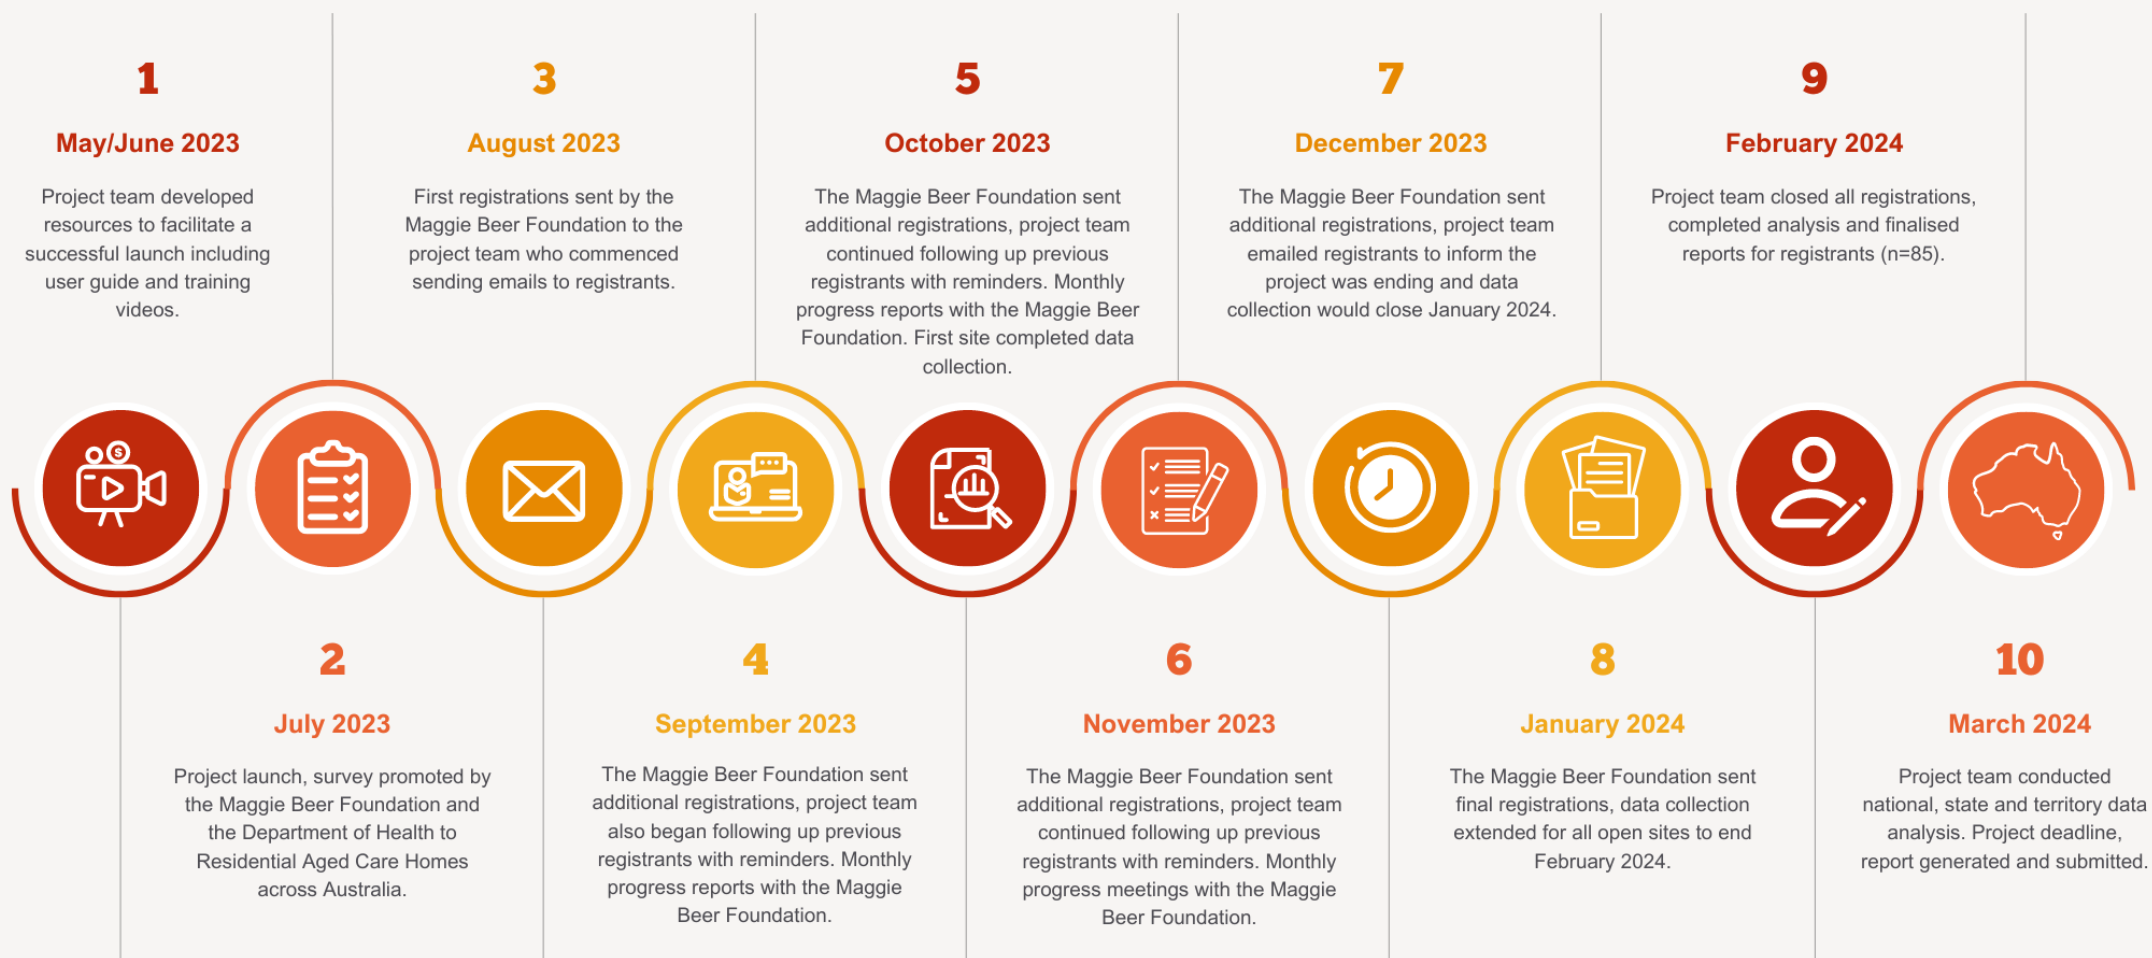 1
May/June 2023
Project team developed
resources to facilitate a
successful launch including
user guide and training
videos.
2
July 2023
Project launch, survey promoted by
the Maggie Beer Foundation and
the Department of Health to
Residential Aged Care Homes
across Australia.
3
August 2023
First registrations sent by the
Maggie Beer Foundation to the
project team who commenced
sending emails to registrants.
4
September 2023
The Maggie Beer Foundation sent
additional registrations, project team
also began following up previous
registrants with reminders. Monthly
progress reports with the Maggie
Beer Foundation.
5
October 2023
The Maggie Beer Foundation sent
additional registrations, project team
continued following up previous
registrants with reminders. Monthly
progress reports with the Maggie Beer
Foundation. First site completed data
collection.
6
November 2023
The Maggie Beer Foundation sent
additional registrations, project team
continued following up previous
registrants with reminders. Monthly
progress meetings with the Maggie
Beer Foundation.
7
December 2023
The Maggie Beer Foundation sent
additional registrations, project team
emailed registrants to inform the
project was ending and data
collection would close January 2024.
8
January 2024
The Maggie Beer Foundation sent
final registrations, data collection
extended for all open sites to end
February 2024.
9
February 2024
Project team closed all registrations,
completed analysis and finalised
reports for registrants (n=85).
10
March 2024
Project team conducted
national, state and territory data
analysis. Project deadline,
report generated and submitted.
$